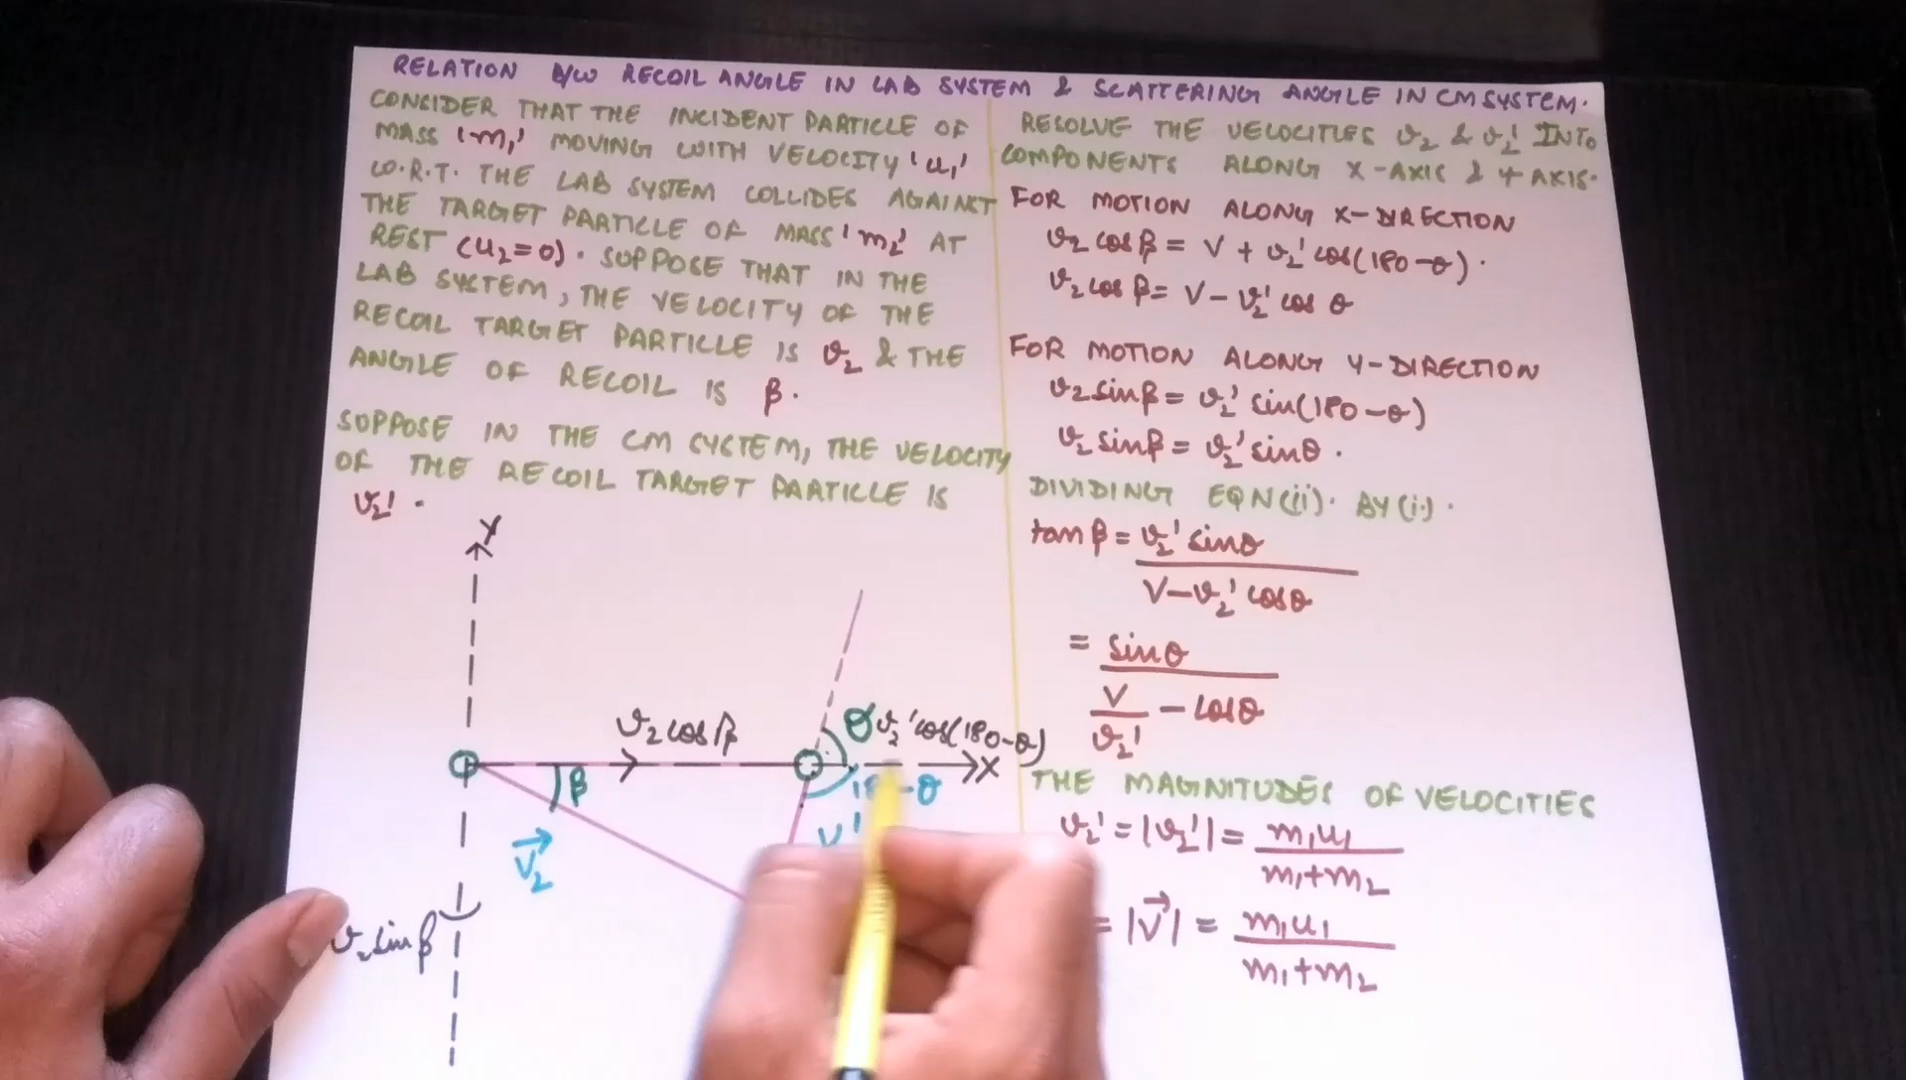 RELATION B/W RECOIL ANGLE IN LAB SYSTEM & SCATTERING ANGLE IN CM SYSTEM.
CONSIDER THAT THE INCIDENT PARTICLE OF
MASS 'm₁' MOVING WITH VELOCITY 'u₁'
W.R.T. THE LAB SYSTEM COLLIDES AGAINST
THE TARGET PARTICLE OF MASS 'm₂' AT
REST (u₂=0). SUPPOSE THAT IN THE
LAB SYSTEM, THE VELOCITY OF THE
RECOIL TARGET PARTICLE IS v₂ & THE
ANGLE OF RECOIL IS β.
SUPPOSE IN THE CM SYSTEM, THE VELOCITY
OF THE RECOIL TARGET PARTICLE IS
v₂'.
Y
v₂ cos β
θ
v₂' cos(180-θ)
X
β
-θ
V₂
V'
v₂ sin β
RESOLVE THE VELOCITIES v₂ & v₂' INTO
COMPONENTS ALONG X-AXIS & Y AXIS.
FOR MOTION ALONG X-DIRECTION
v₂ cos β = V + v₂' cos(180-θ).
v₂ cos β = V - v₂' cos θ
FOR MOTION ALONG Y-DIRECTION
v₂ sin β = v₂' sin(180-θ)
v₂ sin β = v₂' sin θ.
DIVIDING EQN(ii). BY (i).
tan β = v₂' sin θ
V - v₂' cos θ
= sin θ
V
— - cos θ
v₂'
THE MAGNITUDES OF VELOCITIES
v₂' = |v₂'| = m₁u₁
m₁+m₂
= |V⃗| = m₁u₁
m₁+m₂